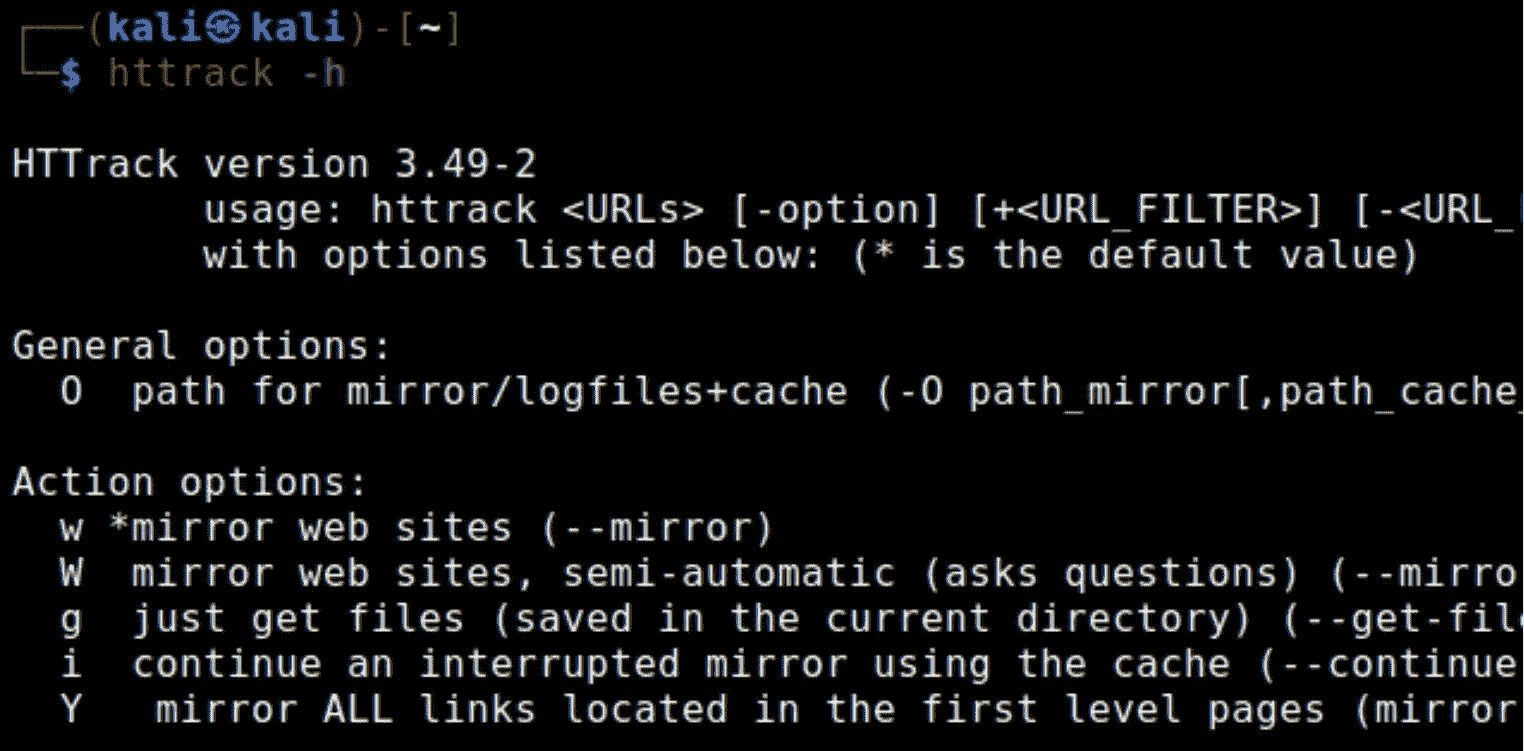 ┌──(kali㉿kali)-[~]
└─$ httrack -h
HTTrack version 3.49-2
usage: httrack <URLs> [-option] [+<URL_FILTER>] [-<URL_
with options listed below: (* is the default value)
General options:
O path for mirror/logfiles+cache (-O path_mirror[,path_cache_
Action options:
w *mirror web sites (--mirror)
W mirror web sites, semi-automatic (asks questions) (--mirro
g just get files (saved in the current directory) (--get-fil
i continue an interrupted mirror using the cache (--continue
Y mirror ALL links located in the first level pages (mirror